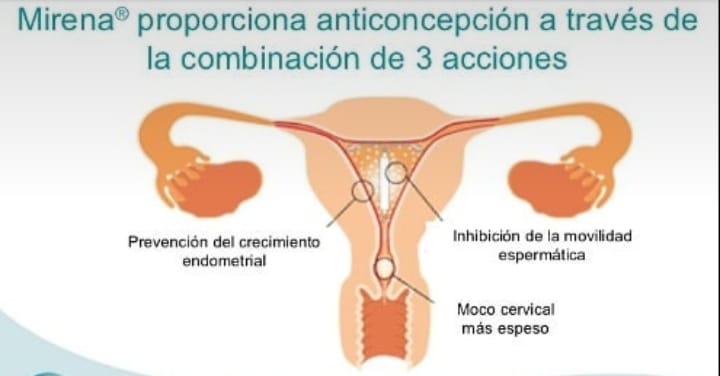 Mirena® proporciona anticoncepción a través de
la combinación de 3 acciones
Prevención del crecimiento
endometrial
Inhibición de la movilidad
espermática
Moco cervical
más espeso